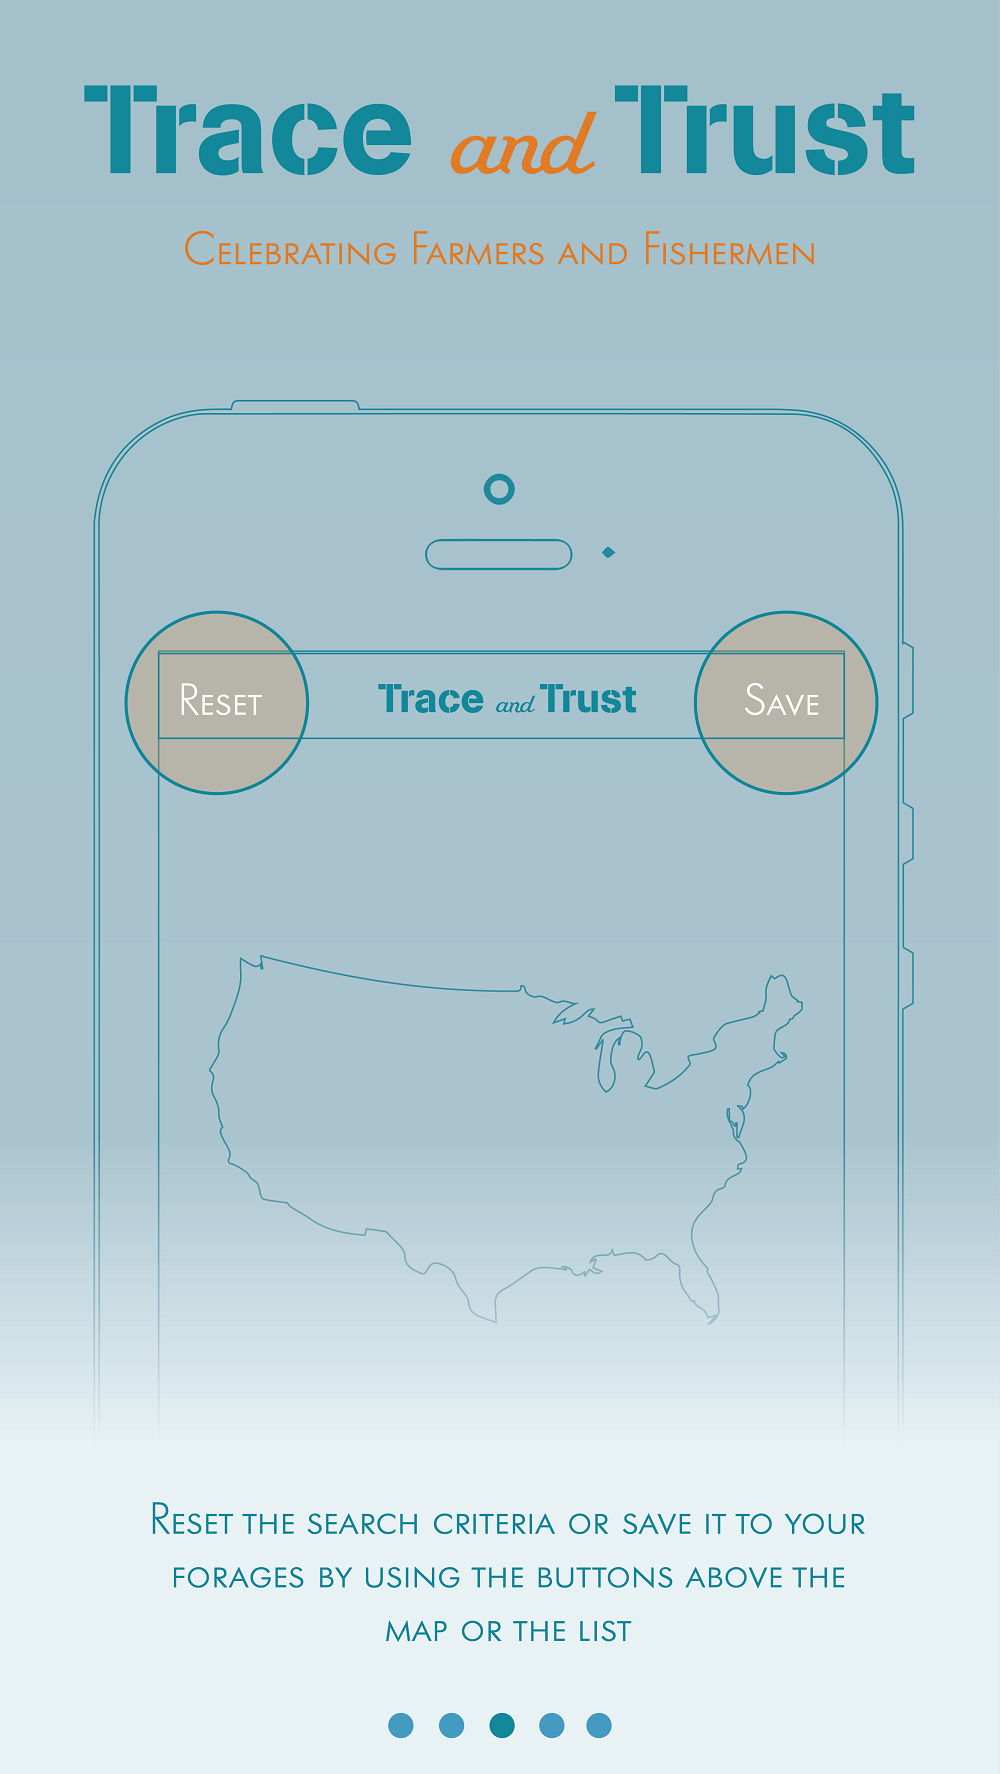 Trace and Trust
Celebrating Farmers and Fishermen
Reset Trace and Trust Save
Reset the search criteria or save it to your
forages by using the buttons above the
map or the list